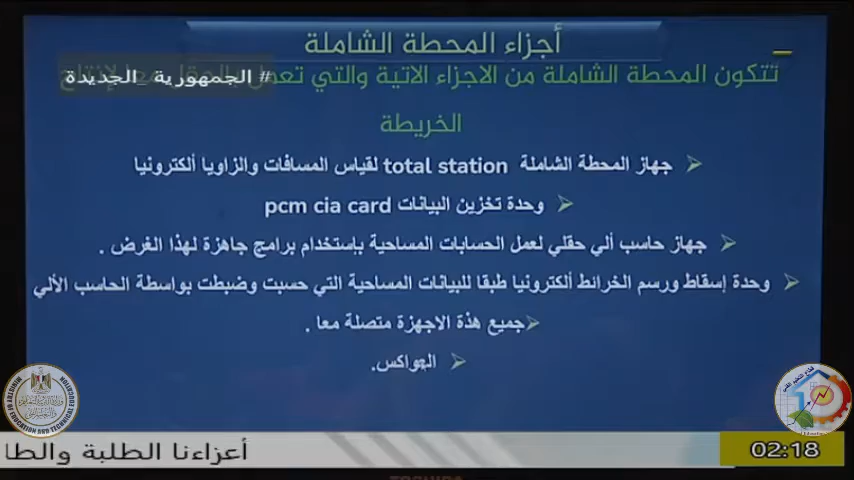 أجزاء المحطة الشاملة
# الجمهورية_الجديدة
تتكون المحطة الشاملة من الاجزاء الاتية والتي
الخريطة
جهاز المحطة الشاملة total station لقياس المسافات والزاويا ألكترونيا
وحدة تخزين البيانات pcm cia card
جهاز حاسب ألي حقلي لعمل الحسابات المساحية بإستخدام برامج جاهزة لهذا الغرض .
وحدة إسقاط ورسم الخرائط ألكترونيا طبقا للبيانات المساحية التي حسبت وضبطت بواسطة الحاسب الألي
جميع هذة الاجهزة متصلة معا .
العواكس.
أعزاءنا الطلبة والطا
02:18